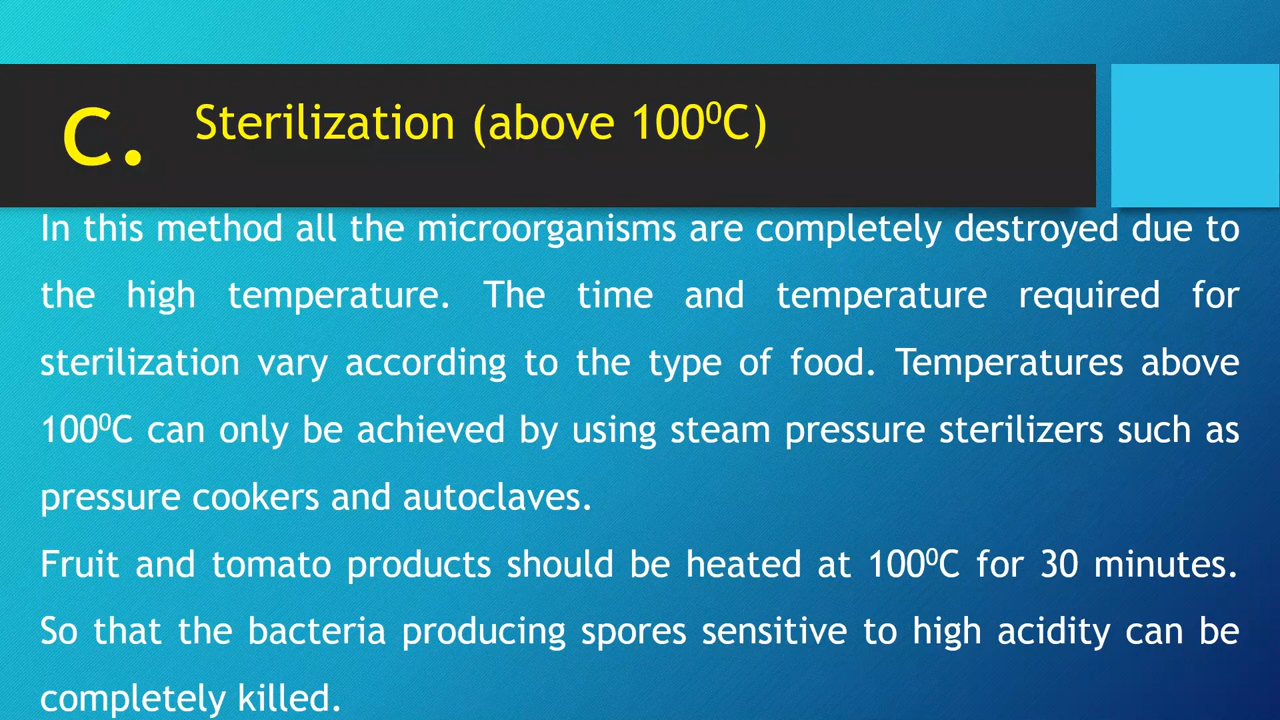 C. Sterilization (above 100⁰C)
In this method all the microorganisms are completely destroyed due to
the high temperature. The time and temperature required for
sterilization vary according to the type of food. Temperatures above
100⁰C can only be achieved by using steam pressure sterilizers such as
pressure cookers and autoclaves.
Fruit and tomato products should be heated at 100⁰C for 30 minutes.
So that the bacteria producing spores sensitive to high acidity can be
completely killed.